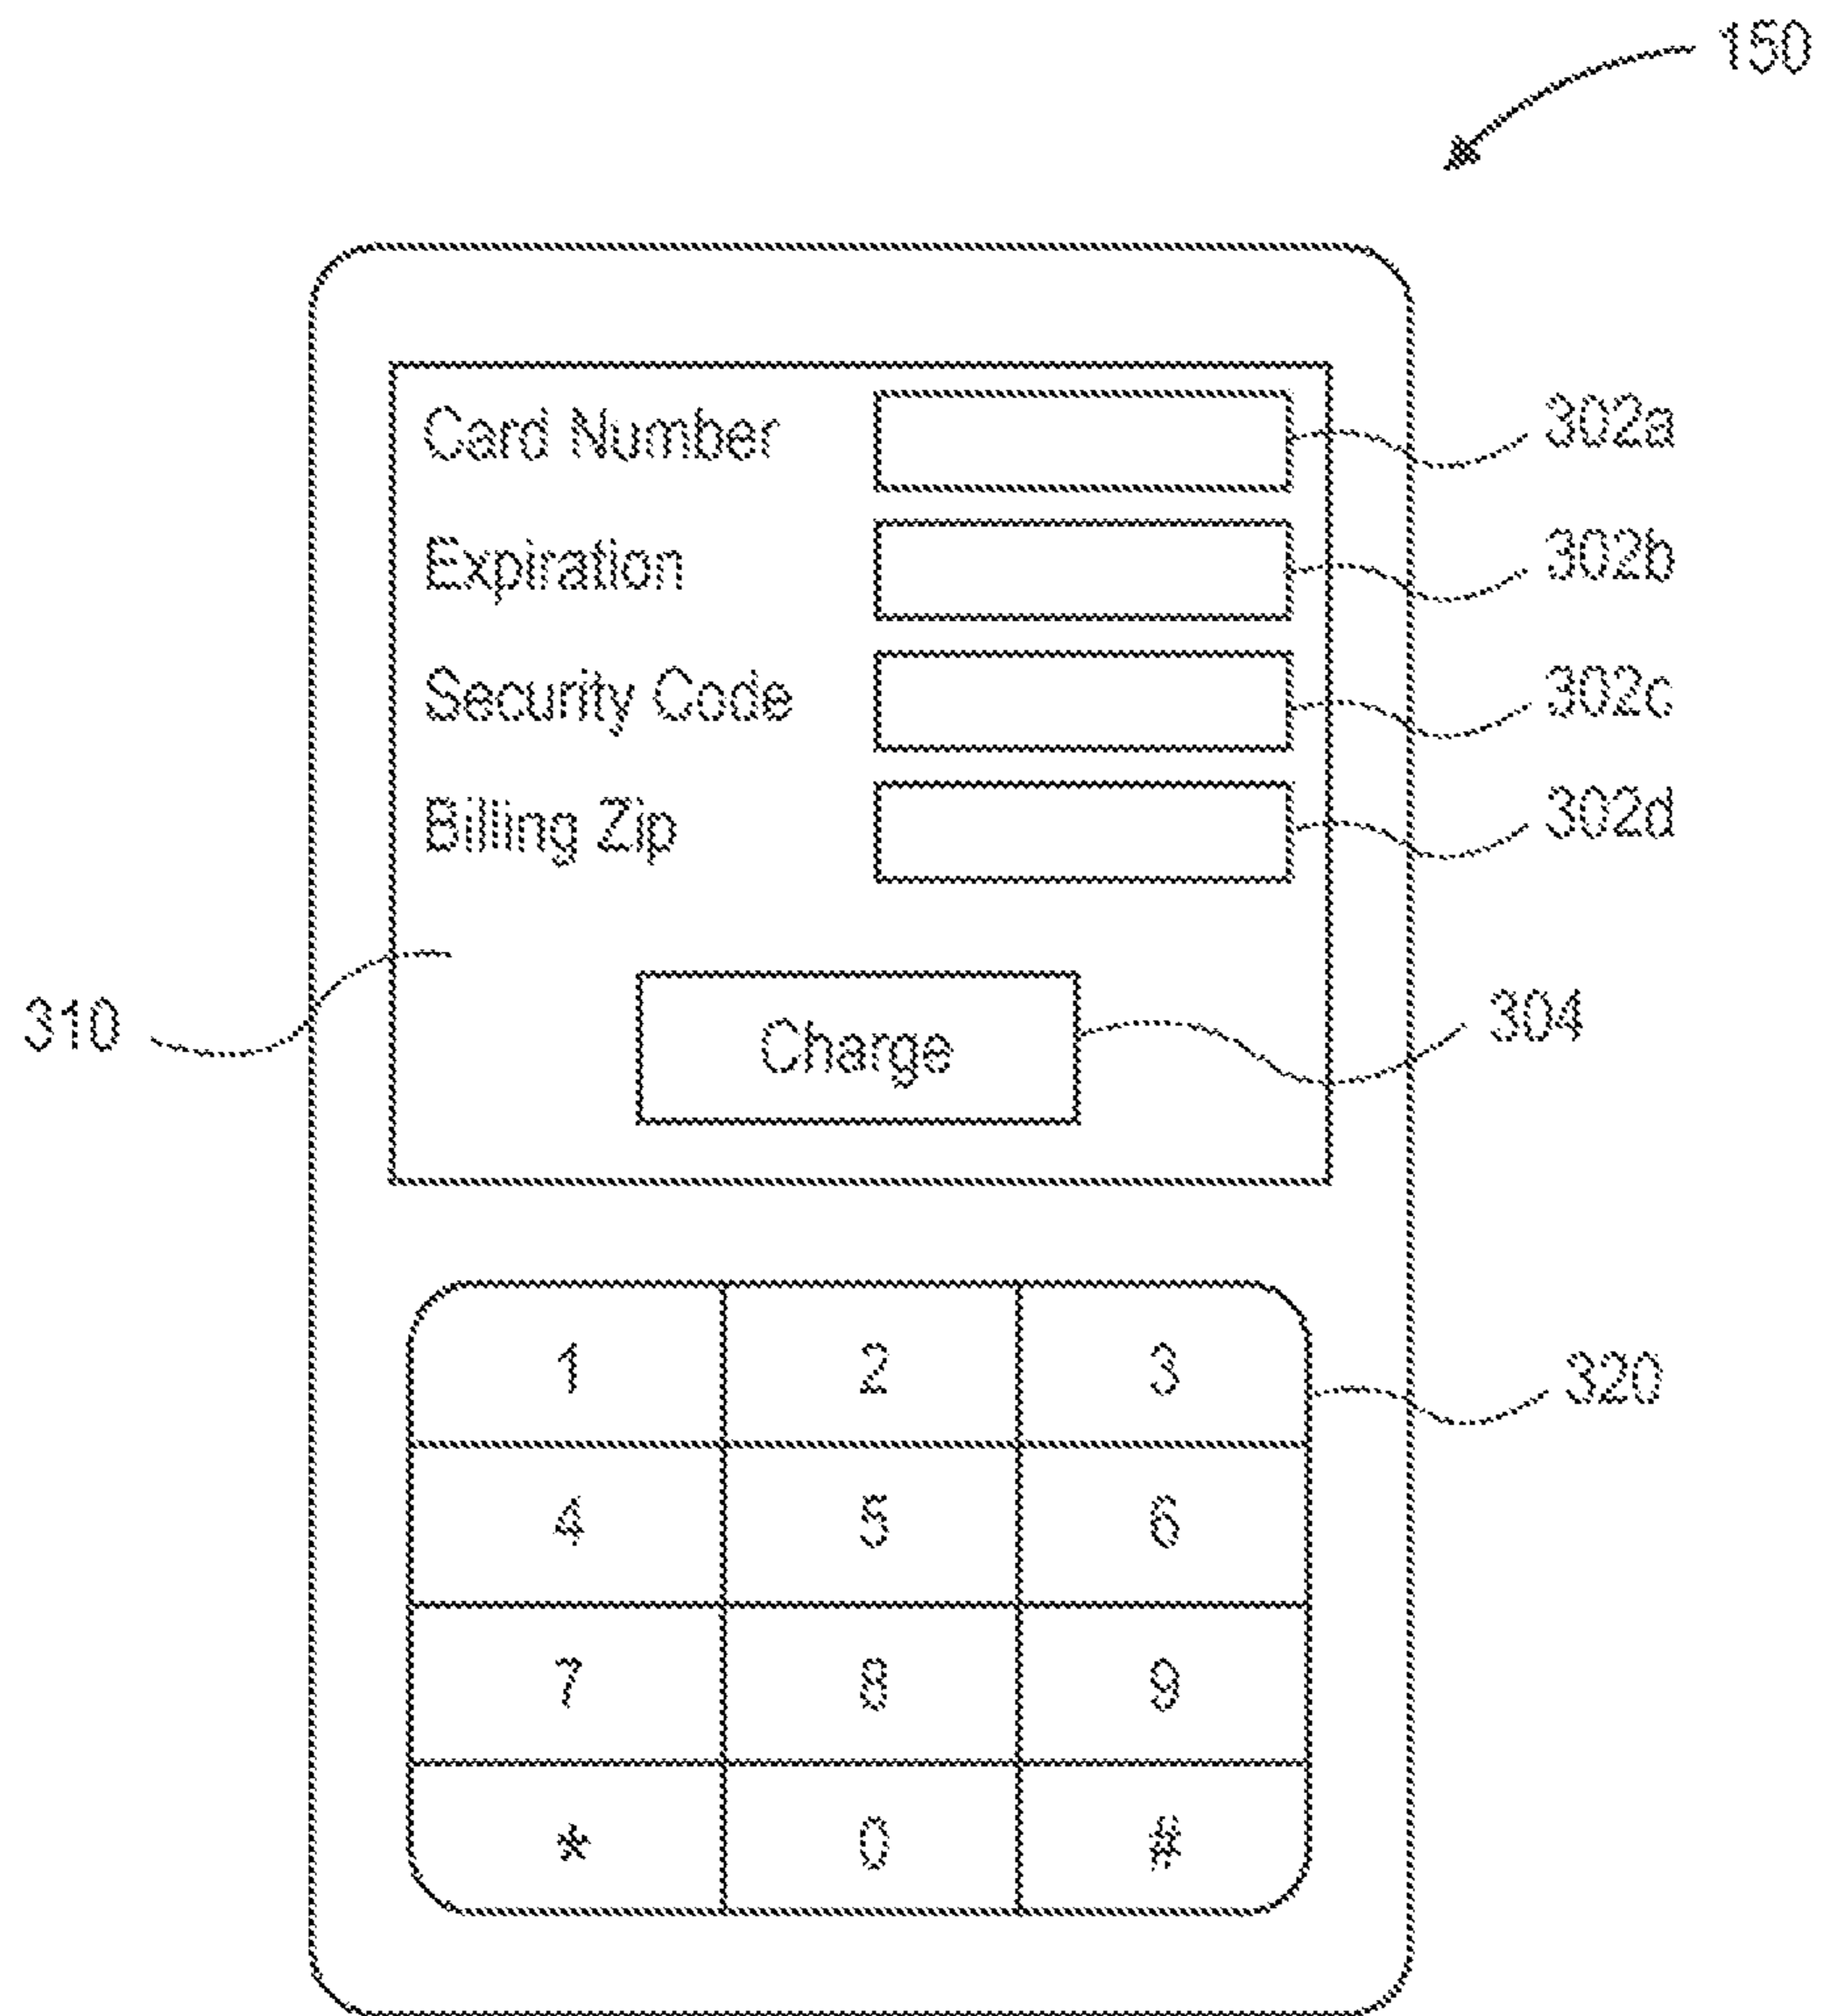 150
Card Number 302a
Expiration 302b
Security Code 302c
Billing Zip 302d
310 Charge 304
1 2 3 320
4 5 6
7 8 9
* 0 #